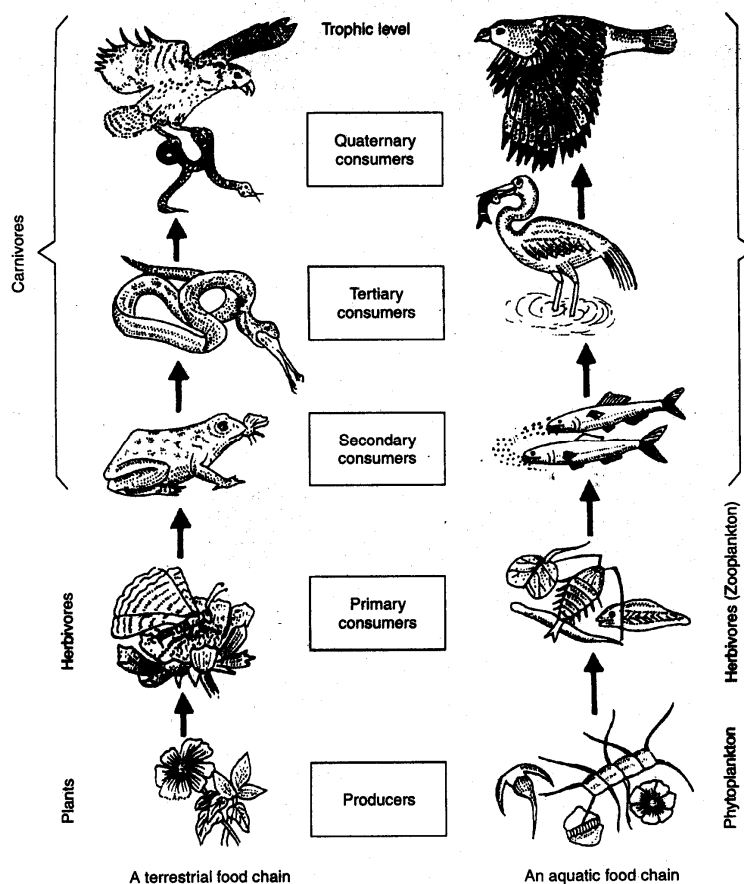 Trophic level
Quaternary
consumers
Carnivores
Tertiary
consumers
Secondary
consumers
Herbivores
Primary
consumers
Herbivores (Zooplankton)
Plants
Producers
Phytoplankton
A terrestrial food chain
An aquatic food chain